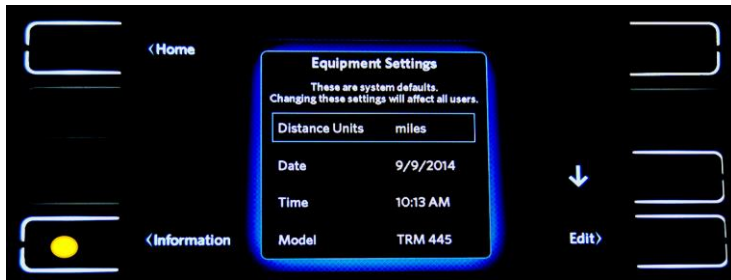 ‹Home
Equipment Settings
These are system defaults.
Changing these settings will affect all users.
Distance Units miles
Date 9/9/2014
Time 10:13 AM
Model TRM 445
‹Information
Edit›